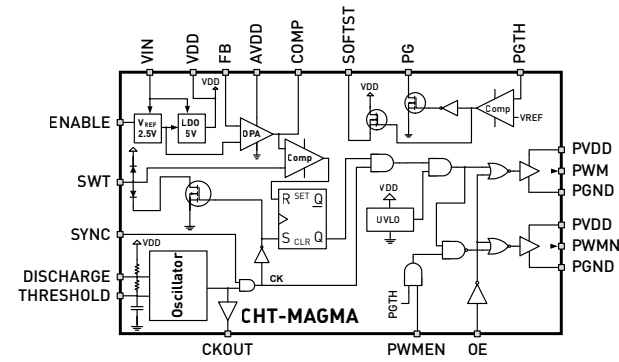 VIN
VDD
FB
AVDD
COMP
SOFTST
PG
PGTH
ENABLE
VREF
2.5V
LDO
5V
VDD
OPA
Comp
VDD
Comp
VREF
SWT
R SET Q
S CLR Q
VDD
UVLO
PVDD
PWM
PGND
SYNC
VDD
DISCHARGE
THRESHOLD
Oscillator
CK
PGTH
PVDD
PWMN
PGND
CHT-MAGMA
CKOUT
PWMEN
OE